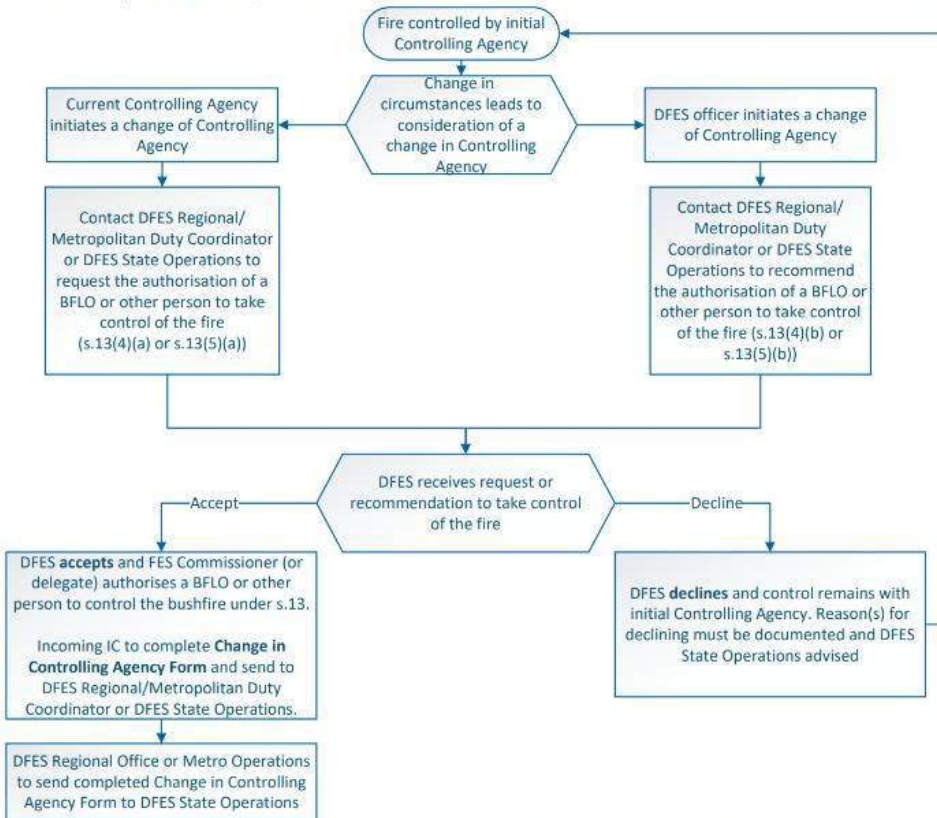 Fire controlled by initial
Controlling Agency
Change in
circumstances leads to
consideration of a
change in Controlling
Agency
Current Controlling Agency
initiates a change of Controlling
Agency
DFES officer initiates a change
of Controlling Agency
Contact DFES Regional/
Metropolitan Duty Coordinator
or DFES State Operations to
request the authorisation of a
BFLO or other person to take
control of the fire
(s.13(4)(a) or s.13(5)(a))
Contact DFES Regional/
Metropolitan Duty
Coordinator or DFES State
Operations to recommend
the authorisation of a BFLO or
other person to take control
of the fire (s.13(4)(b) or
s.13(5)(b))
DFES receives request or
recommendation to take control
of the fire
Accept
Decline
DFES accepts and FES Commissioner (or
delegate) authorises a BFLO or other
person to control the bushfire under s.13.
Incoming IC to complete Change in
Controlling Agency Form and send to
DFES Regional/Metropolitan Duty
Coordinator or DFES State Operations.
DFES declines and control remains with
initial Controlling Agency. Reason(s) for
declining must be documented and DFES
State Operations advised
DFES Regional Office or Metro Operations
to send completed Change in Controlling
Agency Form to DFES State Operations